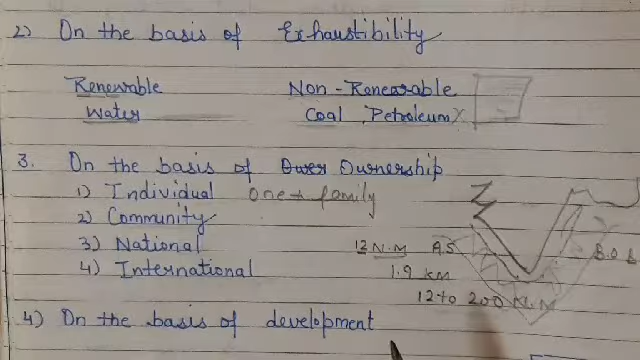 2) On the basis of Exhaustibility
Renewable Non-Renewable
Water Coal, Petroleum
3. On the basis of Ower Ownership
1) Individual One + family
2) Community
3) National 12 N.M A.S B.O.B
4) International 1.9 km
12 to 200 N.M
4) On the basis of development